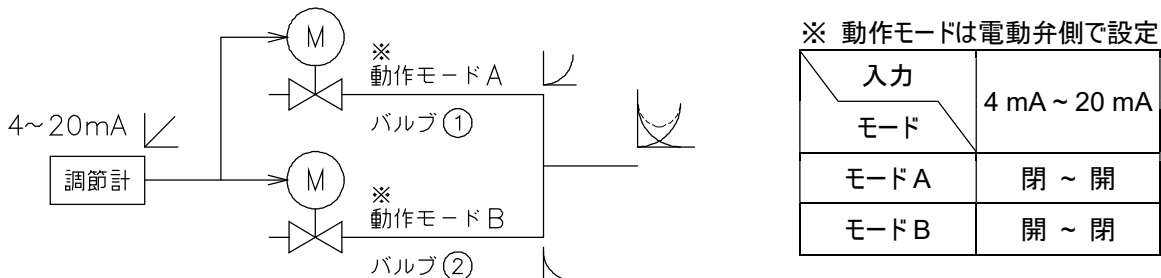 ※ 動作モードは電動弁側で設定
M
※
動作モードA
バルブ①
4~20mA
調節計
M
※
動作モードB
バルブ②
入力
モード
4 mA ~ 20 mA
モード A
閉 ~ 開
モード B
開 ~ 閉